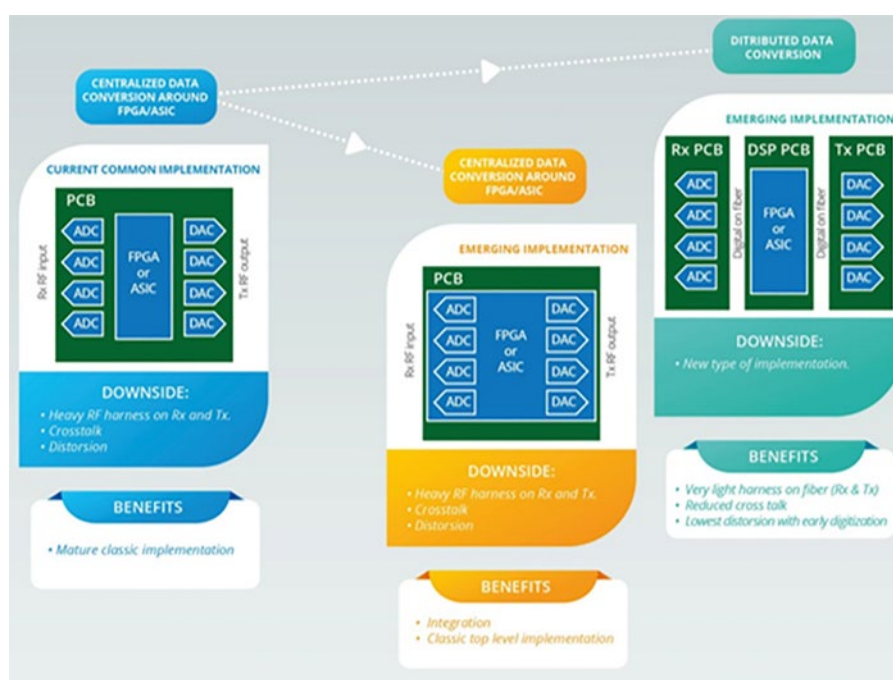 CENTRALIZED DATA
CONVERSION AROUND
FPGA/ASIC
CURRENT COMMON IMPLEMENTATION
PCB
Rx RF input
ADC
ADC
ADC
ADC
FPGA
or
ASIC
DAC
DAC
DAC
DAC
Tx RF output
DOWNSIDE:
• Heavy RF harness on Rx and Tx.
• Crosstalk
• Distorsion
BENEFITS
• Mature classic implementation
CENTRALIZED DATA
CONVERSION AROUND
FPGA/ASIC
EMERGING IMPLEMENTATION
PCB
Rx RF input
ADC
ADC
ADC
ADC
FPGA
or
ASIC
DAC
DAC
DAC
DAC
Tx RF output
DOWNSIDE:
• Heavy RF harness on Rx and Tx.
• Crosstalk
• Distorsion
BENEFITS
• Integration
• Classic top level implementation
DITRIBUTED DATA
CONVERSION
EMERGING IMPLEMENTATION
Rx PCB
ADC
ADC
ADC
ADC
Digital on fiber
DSP PCB
FPGA
or
ASIC
Digital on fiber
Tx PCB
DAC
DAC
DAC
DAC
DOWNSIDE:
• New type of implementation.
BENEFITS
• Very light harness on fiber (Rx & Tx)
• Reduced cross talk
• Lowest distorsion with early digitization